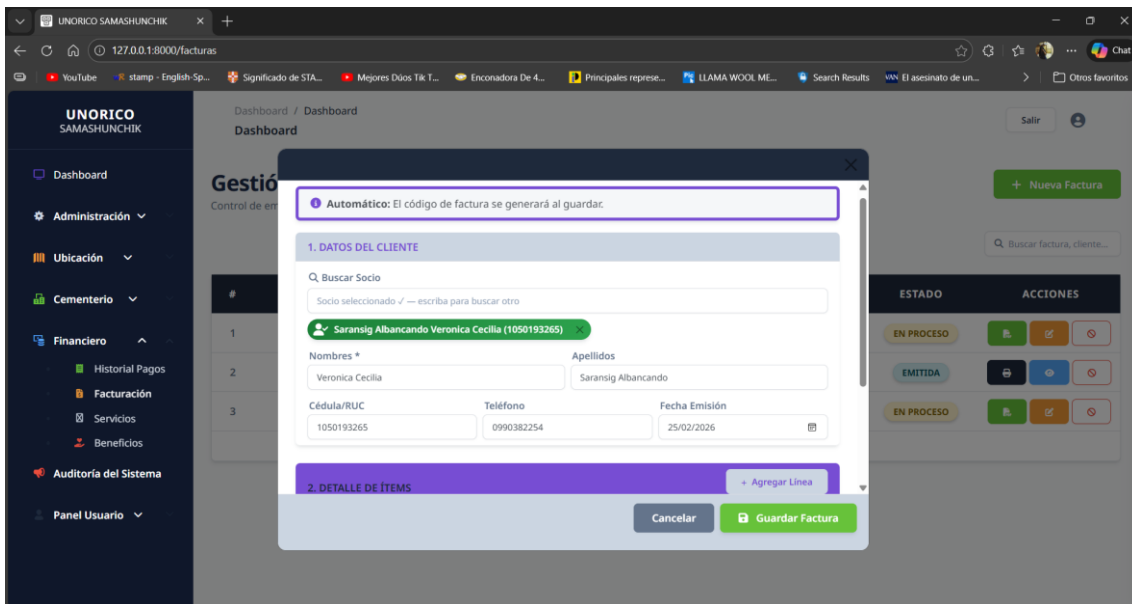 UNORICO SAMASHUNCHIK
127.0.0.1:8000/facturas
Chat
YouTube
stamp - English-Sp...
Significado de STA...
Mejores Dúos Tik T...
Enconadora De 4...
Principales represe...
LLAMA WOOL ME...
Search Results
El asesinato de un...
Otros favoritos
UNORICO
SAMASHUNCHIK
Dashboard
Administración
Ubicación
Cementerio
Financiero
Historial Pagos
Facturación
Servicios
Beneficios
Auditoría del Sistema
Panel Usuario
Dashboard / Dashboard
Dashboard
Salir
Gestió
Control de em
+ Nueva Factura
Buscar factura, cliente...
# ESTADO ACCIONES
1 EN PROCESO
2 EMITIDA
3 EN PROCESO
Automático: El código de factura se generará al guardar.
1. DATOS DEL CLIENTE
Buscar Socio
Socio seleccionado ✓ — escriba para buscar otro
Saransig Albancando Veronica Cecilia (1050193265)
Nombres * Apellidos
Veronica Cecilia Saransig Albancando
Cédula/RUC Teléfono Fecha Emisión
1050193265 0990382254 25/02/2026
2. DETALLE DE ÍTEMS
+ Agregar Línea
Cancelar
Guardar Factura